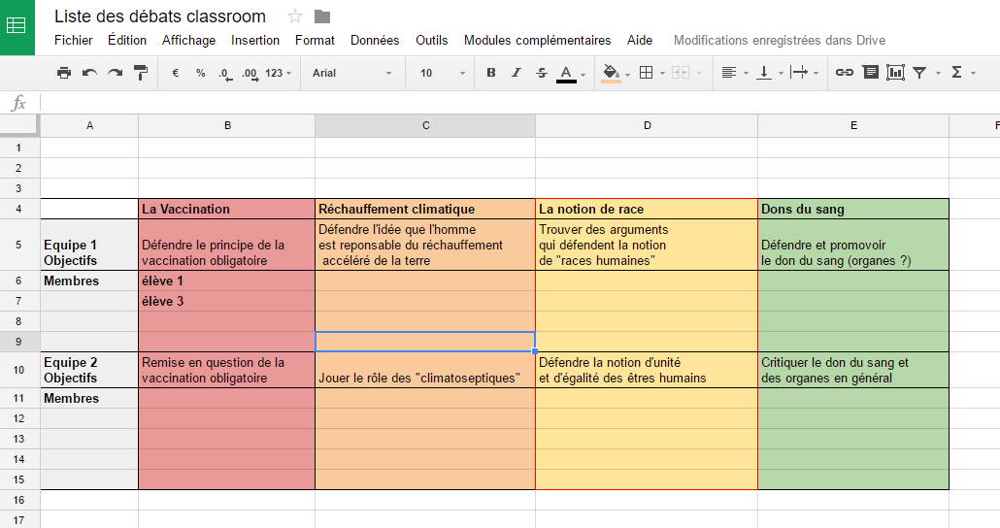 Liste des débats classroom
Fichier Édition Affichage Insertion Format Données Outils Modules complémentaires Aide Modifications enregistrées dans Drive
€ % .0 .00 123 Arial 10 B I S A Σ
fx
A B C D E F
1
2
3
4 La Vaccination Réchauffement climatique La notion de race Dons du sang
5 Equipe 1
Objectifs
Défendre le principe de la
vaccination obligatoire
Défendre l'idée que l'homme
est reponsable du réchauffement
accéléré de la terre
Trouver des arguments
qui défendent la notion
de "races humaines"
Défendre et promovoir
le don du sang (organes ?)
6 Membres élève 1
7 élève 3
8
9
10 Equipe 2
Objectifs
Remise en question de la
vaccination obligatoire
Jouer le rôle des "climatoseptiques"
Défendre la notion d'unité
et d'égalité des êtres humains
Critiquer le don du sang et
des organes en général
11 Membres
12
13
14
15
16
17